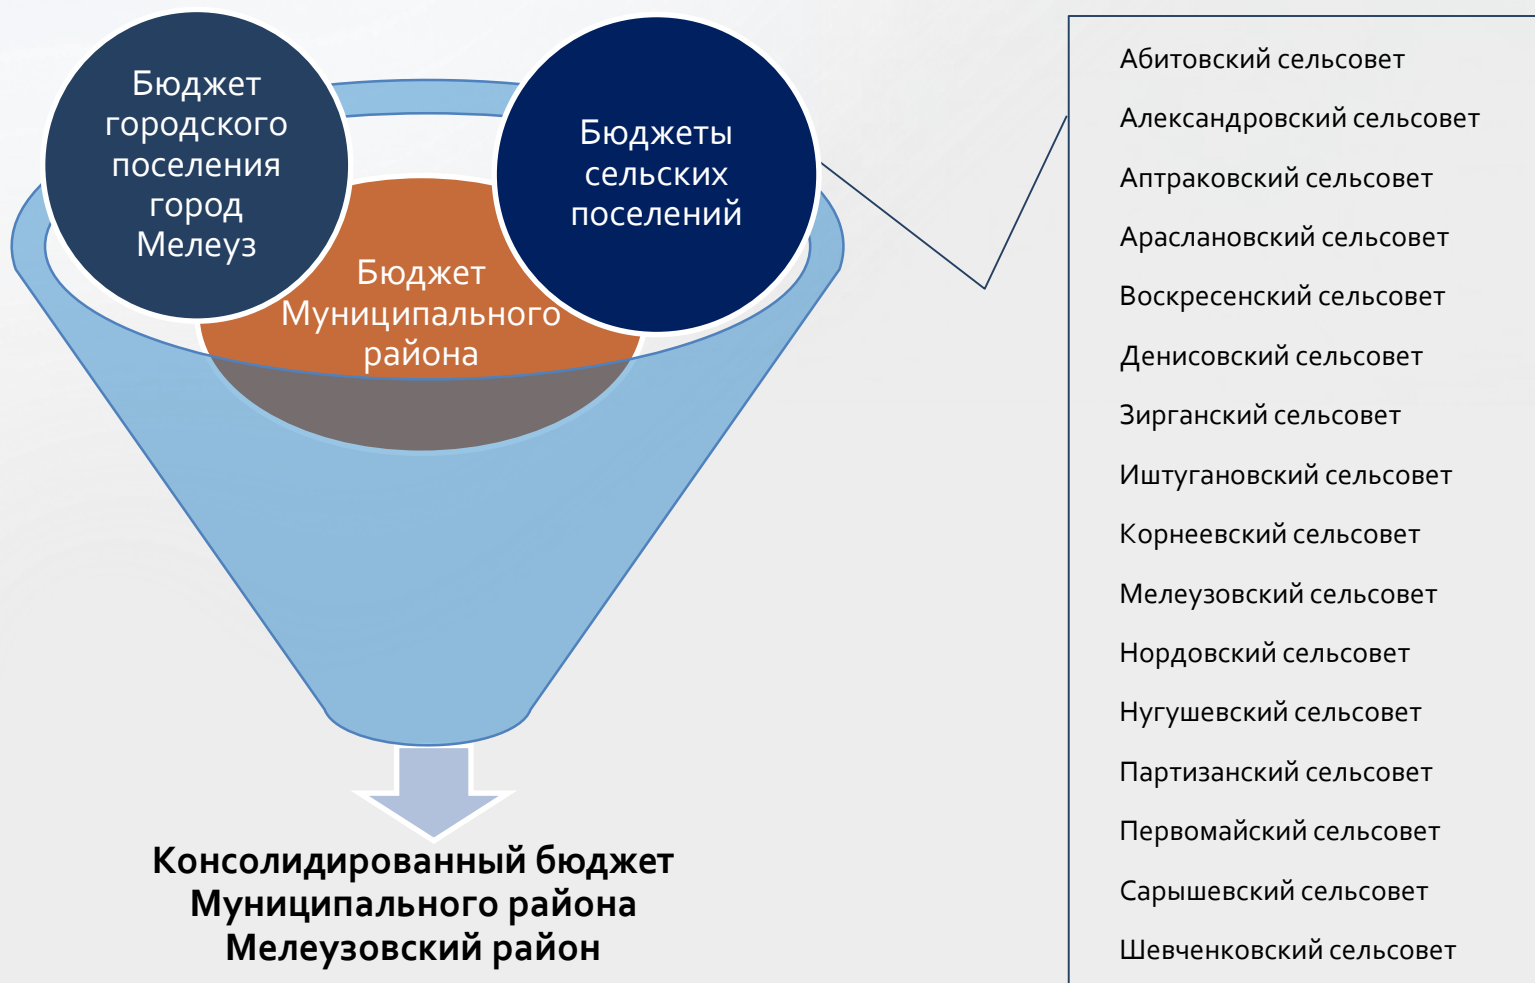 Бюджет
городского
поселения
город
Мелеуз
Бюджеты
сельских
поселений
Бюджет
Муниципального
района
Консолидированный бюджет
Муниципального района
Мелеузовский район
Абитовский сельсовет
Александровский сельсовет
Аптраковский сельсовет
Араслановский сельсовет
Воскресенский сельсовет
Денисовский сельсовет
Зирганский сельсовет
Иштугановский сельсовет
Корнеевский сельсовет
Мелеузовский сельсовет
Нордовский сельсовет
Нугушевский сельсовет
Партизанский сельсовет
Первомайский сельсовет
Сарышевский сельсовет
Шевченковский сельсовет